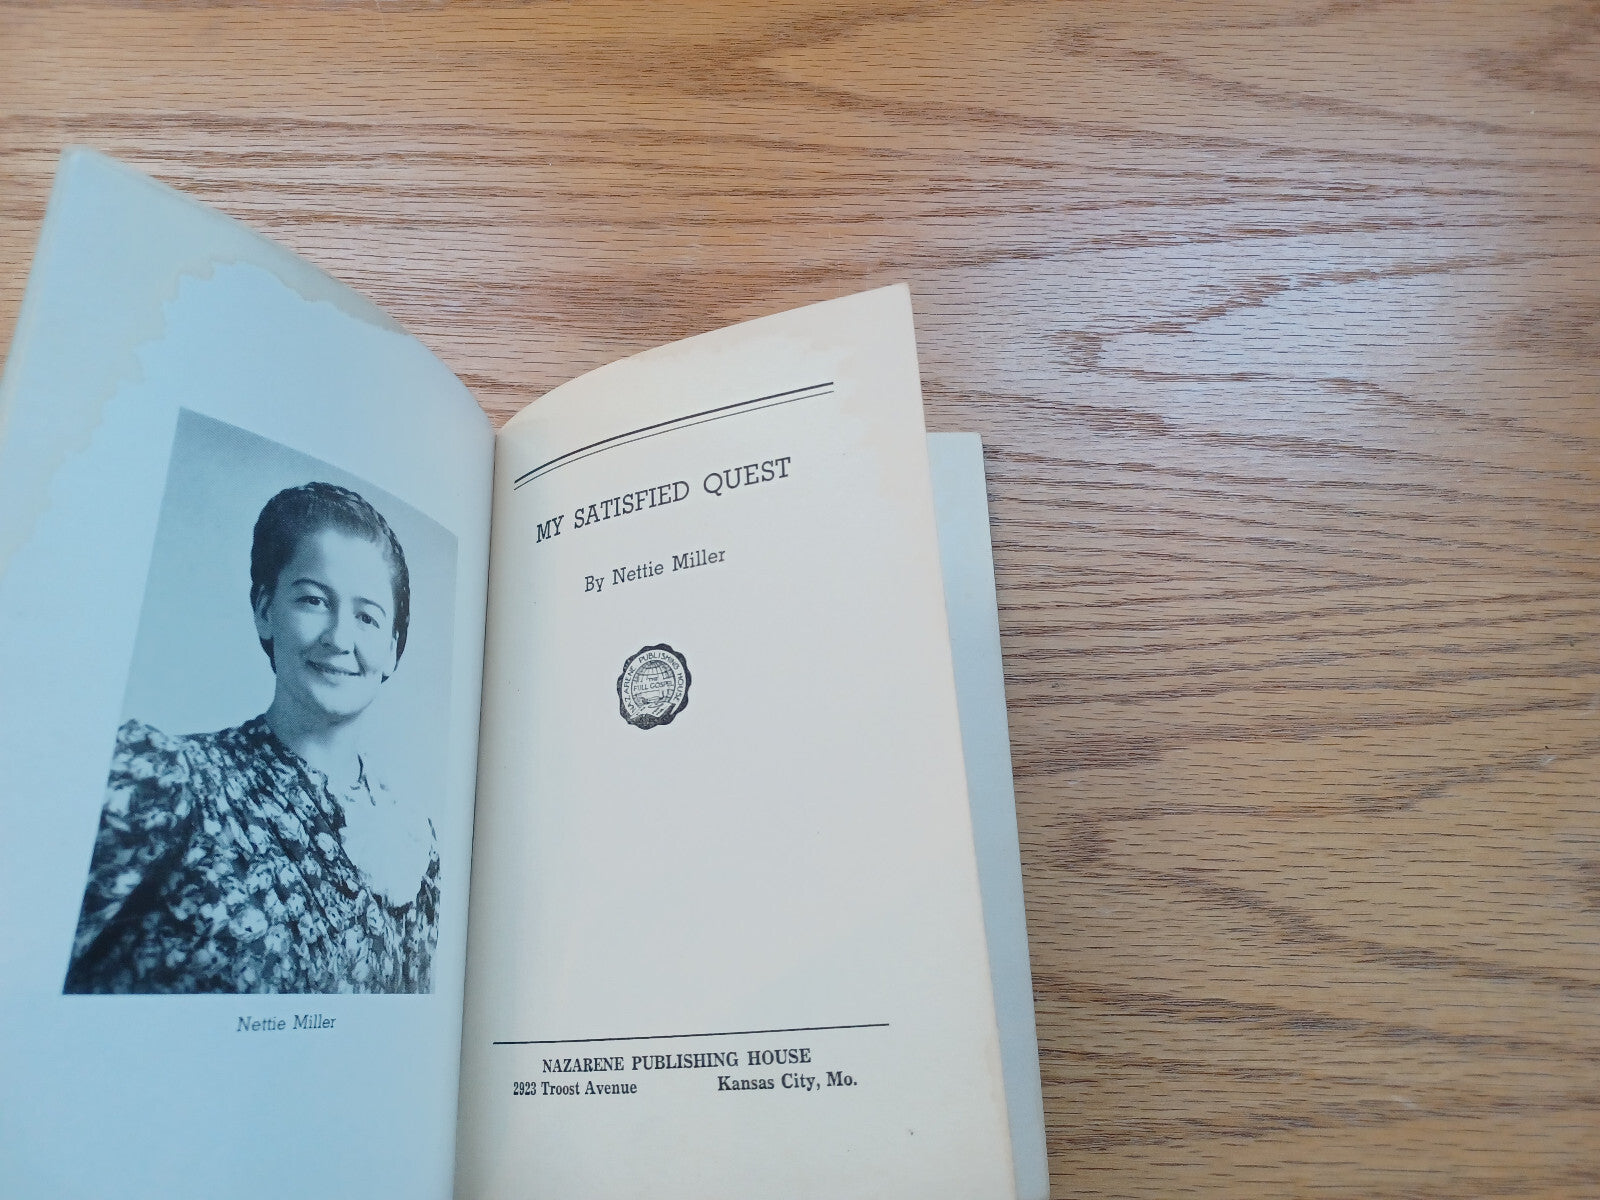 Nettie Miller
MY SATISFIED QUEST
By Nettie Miller
NAZARENE PUBLISHING HOUSE
THE
FULL GOSPEL
NAZARENE PUBLISHING HOUSE
2923 Troost Avenue Kansas City, Mo.